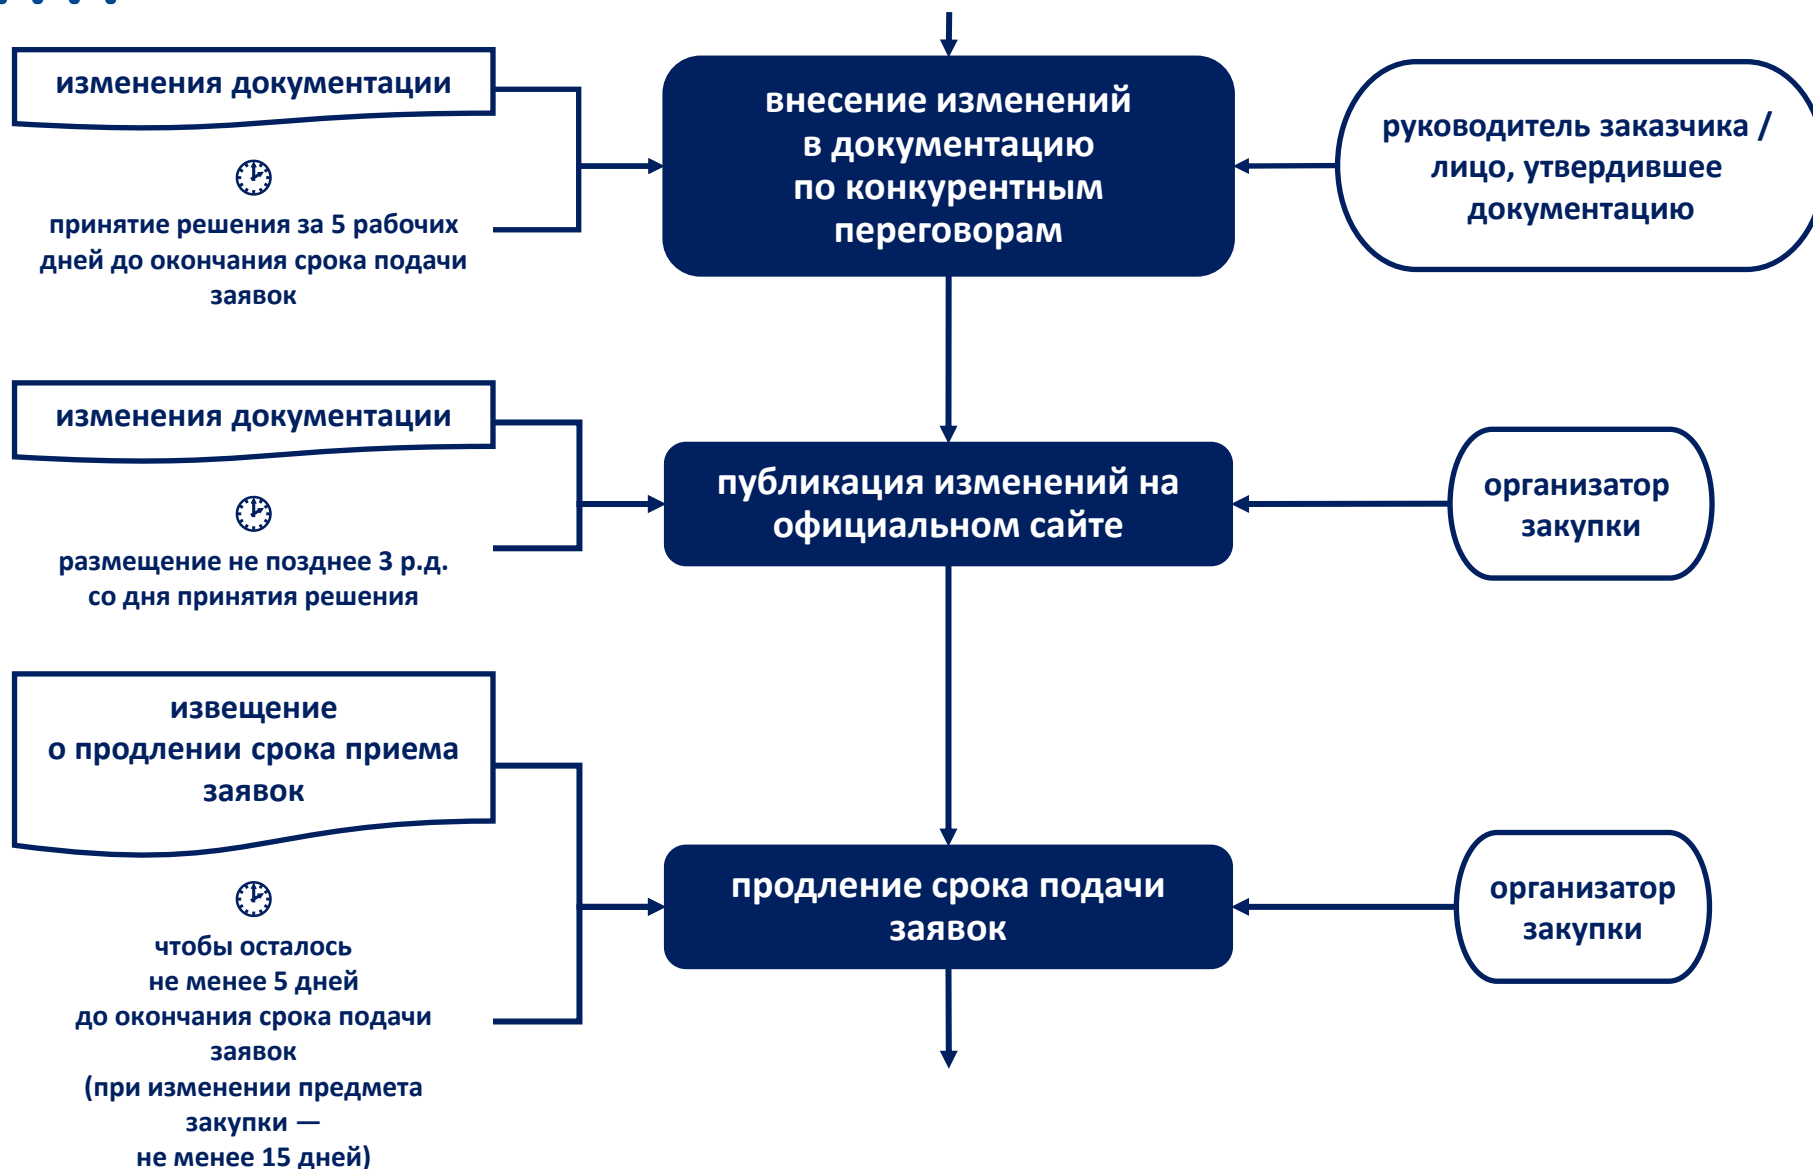 изменения документации
принятие решения за 5 рабочих
дней до окончания срока подачи
заявок
внесение изменений
в документацию
по конкурентным
переговорам
руководитель заказчика /
лицо, утвердившее
документацию
изменения документации
размещение не позднее 3 р.д.
со дня принятия решения
публикация изменений на
официальном сайте
организатор
закупки
извещение
о продлении срока приема
заявок
чтобы осталось
не менее 5 дней
до окончания срока подачи
заявок
(при изменении предмета
закупки —
не менее 15 дней)
продление срока подачи
заявок
организатор
закупки